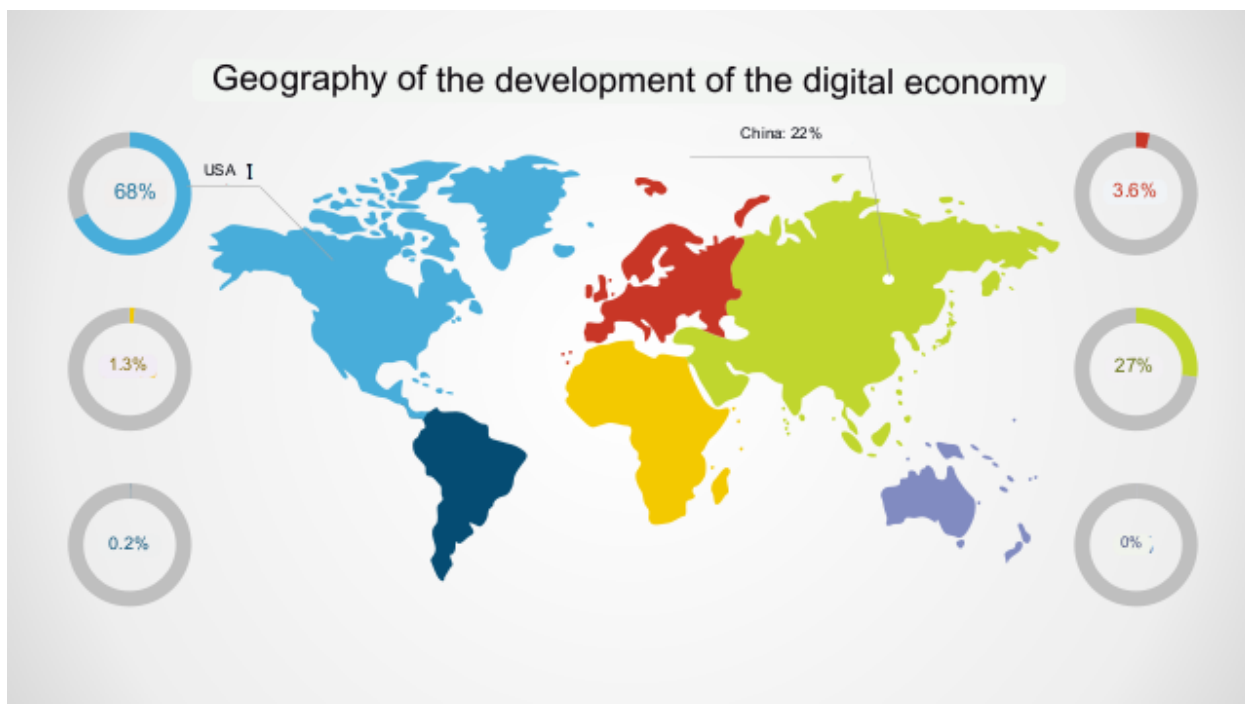 Geography of the development of the digital economy
China: 22%
USA I
68%
3.6%
1.3%
27%
0.2%
0%